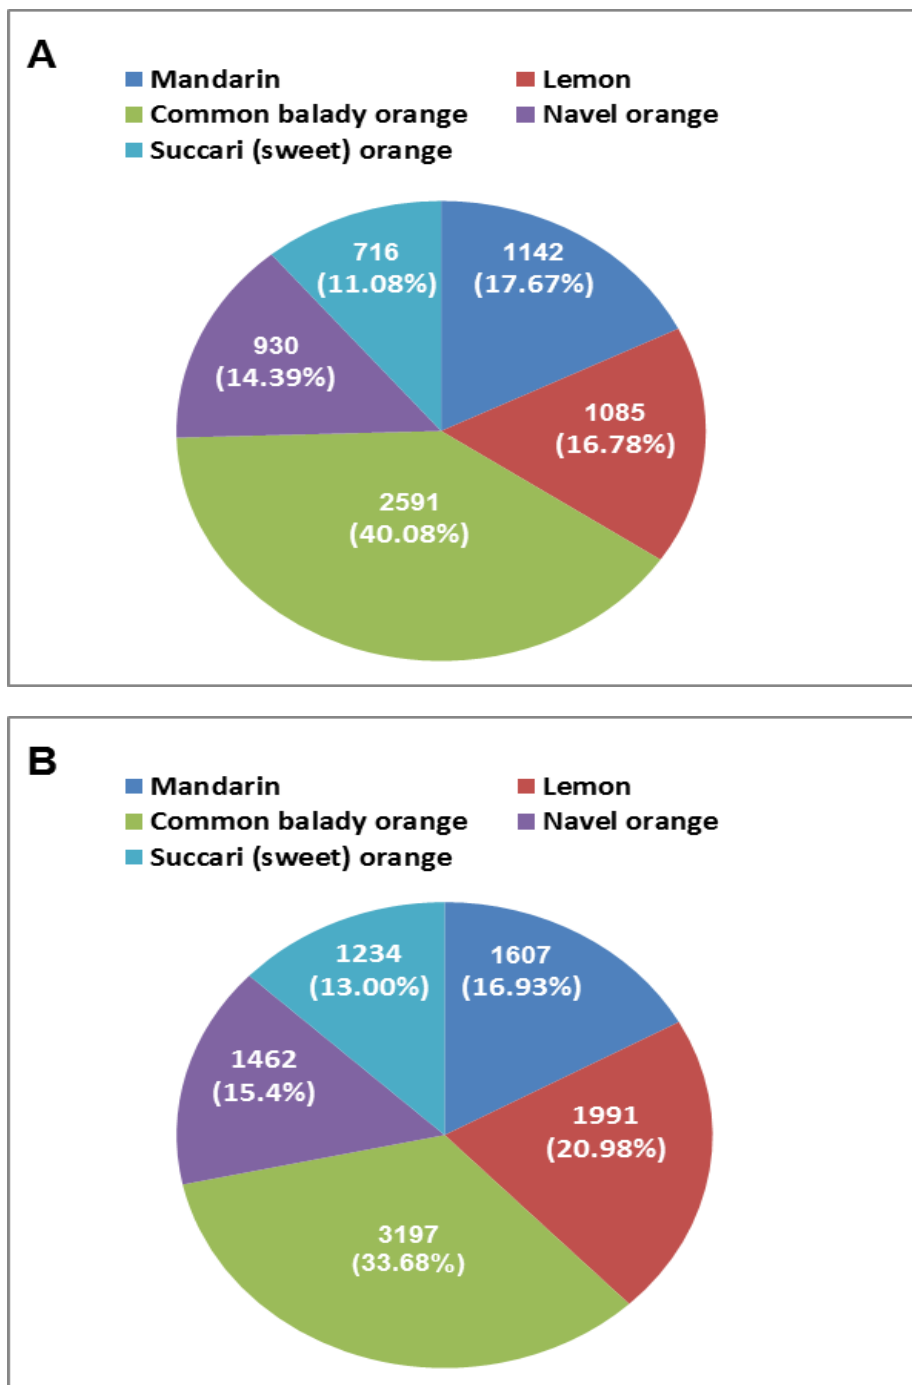 A
Mandarin
Lemon
Common balady orange
Navel orange
Succari (sweet) orange
716
(11.08%)
1142
(17.67%)
930
(14.39%)
1085
(16.78%)
2591
(40.08%)
B
Mandarin
Lemon
Common balady orange
Navel orange
Succari (sweet) orange
1234
(13.00%)
1607
(16.93%)
1462
(15.4%)
1991
(20.98%)
3197
(33.68%)